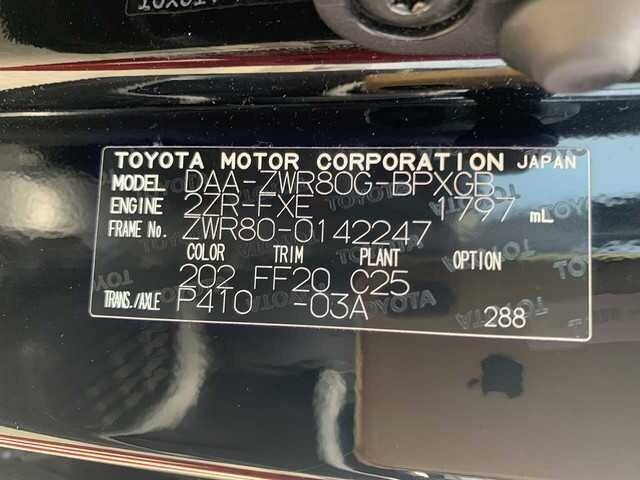 TOYOTA MOTOR CORPORATION JAPAN
MODEL DAA-ZWR80G-BPXGB
ENGINE 2ZR-FXE 1797 mL
FRAME No. ZWR80-0142247
COLOR TRIM PLANT OPTION
202 FF20 C25
TRANS./AXLE P410 -03A 288